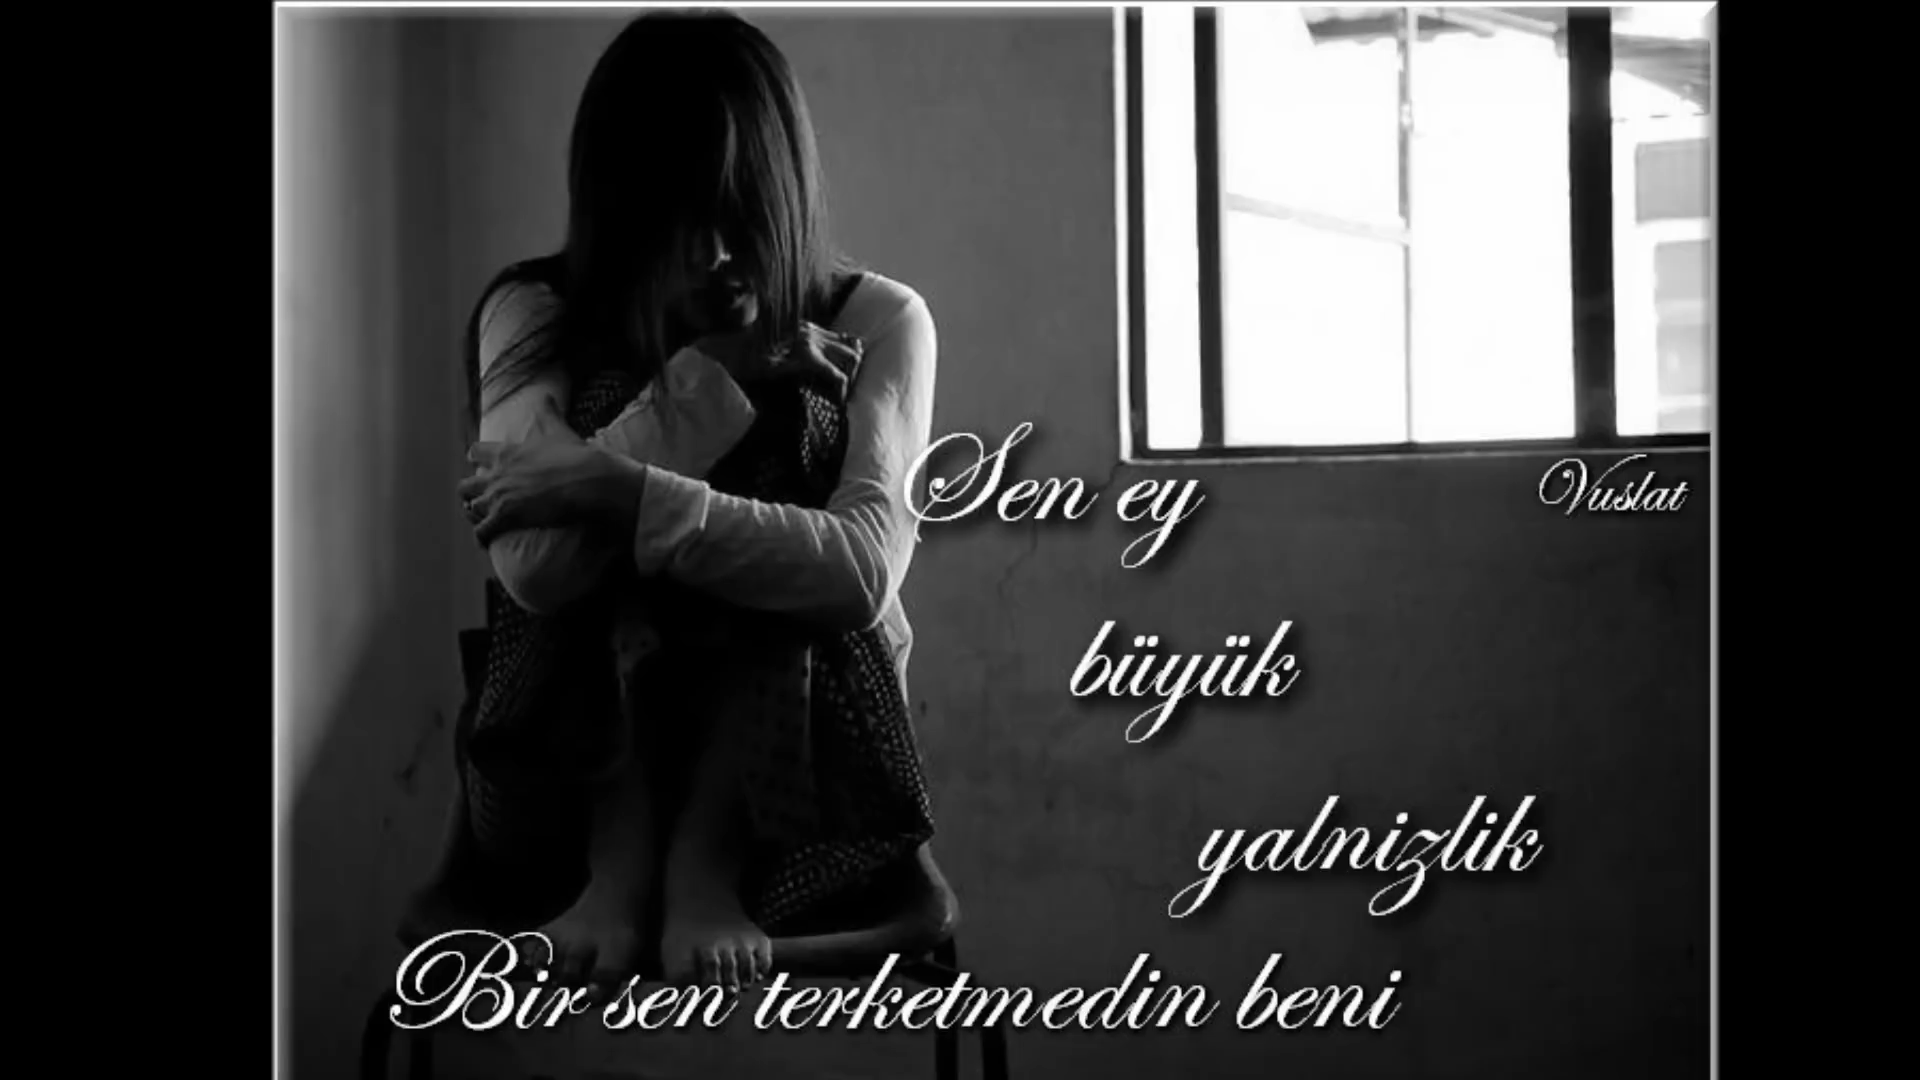 Sen ey
Vuslat
büyük
yalnizlik
Bir sen terketmedin beni